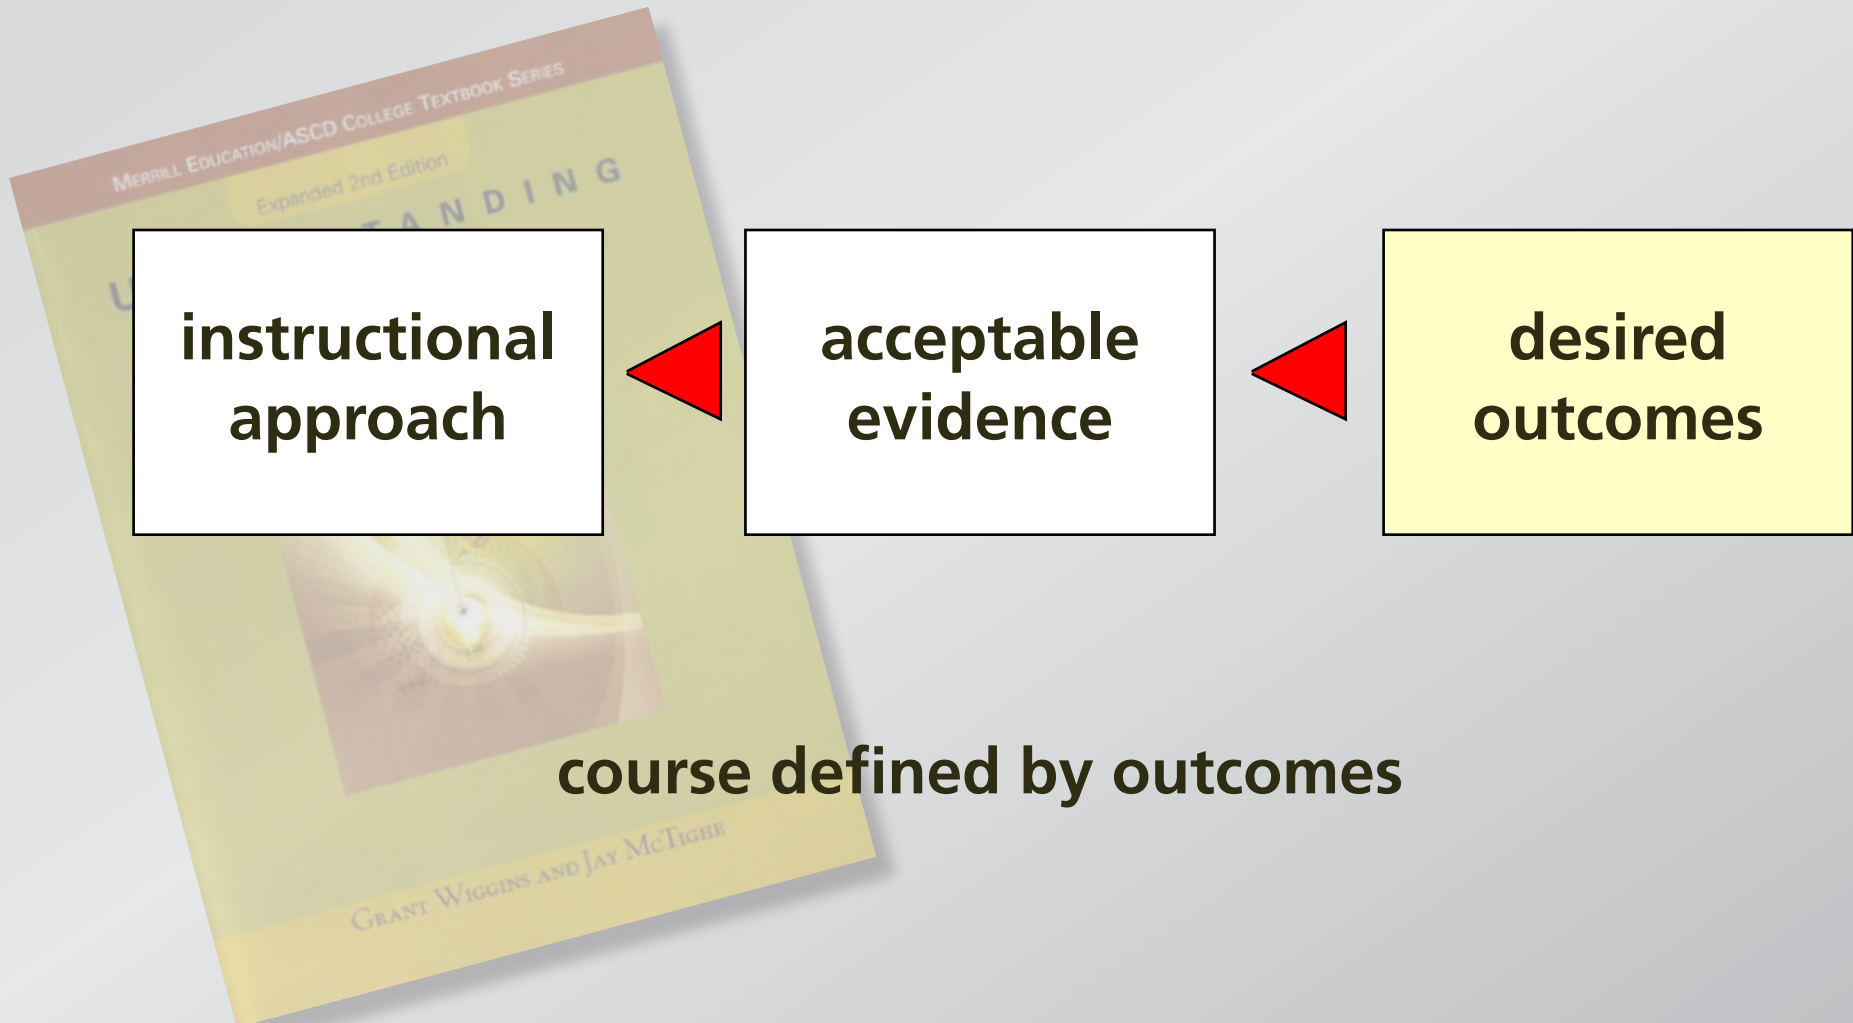 MERRILL EDUCATION/ASCD COLLEGE TEXTBOOK SERIES
Expanded 2nd Edition
instructional
approach
acceptable
evidence
desired
outcomes
course defined by outcomes
GRANT WIGGINS AND JAY MCTIGHE